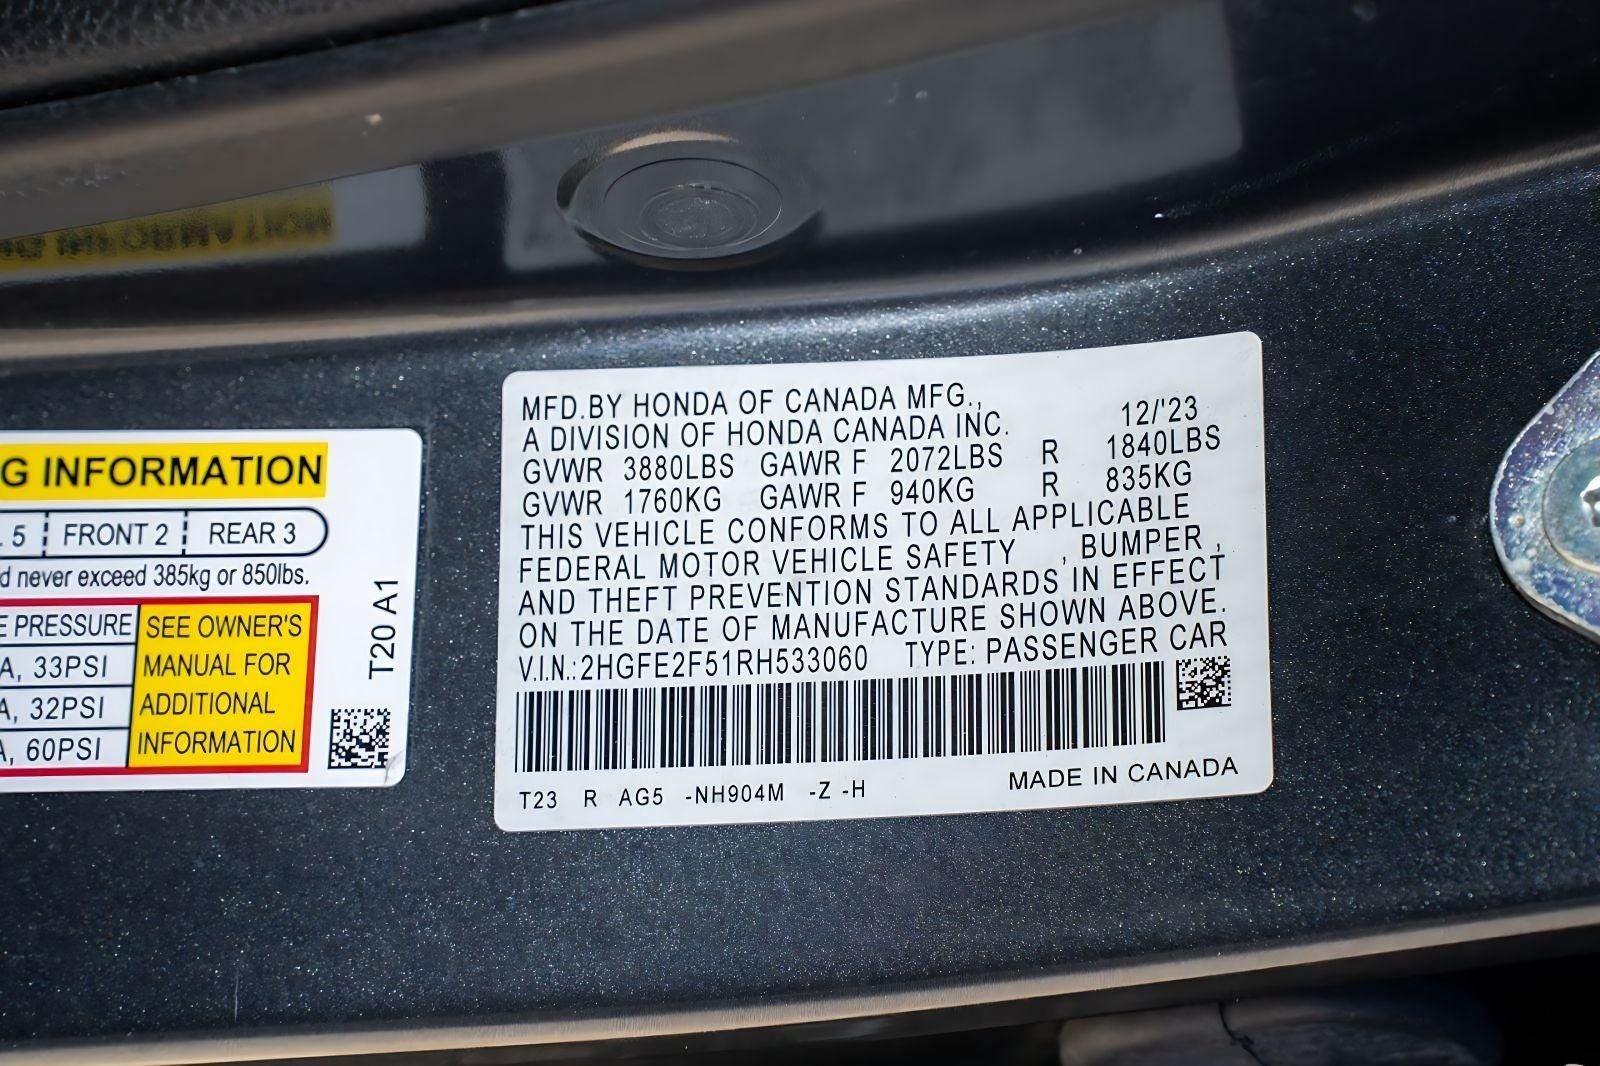 G INFORMATION
. 5 FRONT 2 REAR 3
d never exceed 385kg or 850lbs.
E PRESSURE
A, 33PSI
A, 32PSI
A, 60PSI
SEE OWNER'S
MANUAL FOR
ADDITIONAL
INFORMATION
T20 A1
MFD.BY HONDA OF CANADA MFG.,
A DIVISION OF HONDA CANADA INC. 12/'23
GVWR 3880LBS GAWR F 2072LBS R 1840LBS
GVWR 1760KG GAWR F 940KG R 835KG
THIS VEHICLE CONFORMS TO ALL APPLICABLE
FEDERAL MOTOR VEHICLE SAFETY , BUMPER ,
AND THEFT PREVENTION STANDARDS IN EFFECT
ON THE DATE OF MANUFACTURE SHOWN ABOVE.
V.I.N.:2HGFE2F51RH533060 TYPE: PASSENGER CAR
T23 R AG5 -NH904M -Z -H
MADE IN CANADA